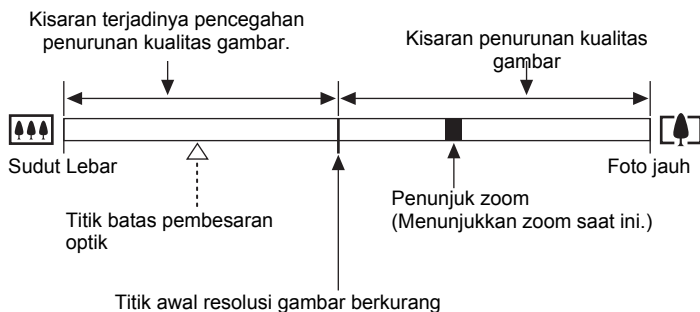 Kisaran terjadinya pencegahan
penurunan kualitas gambar.
Kisaran penurunan kualitas
gambar
Sudut Lebar
Foto jauh
Titik batas pembesaran
optik
Penunjuk zoom
(Menunjukkan zoom saat ini.)
Titik awal resolusi gambar berkurang